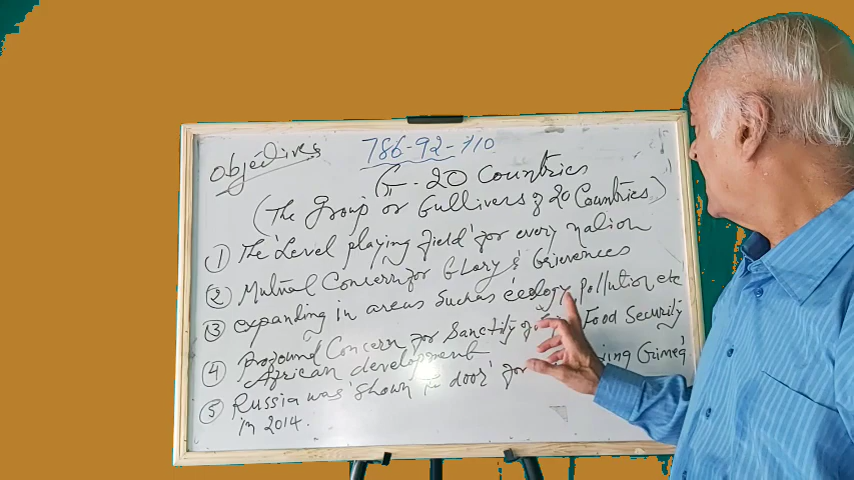 Objectives
786-92-110
G-20 Countries
(The Group or Gullivers of 20 Countries)
① The 'Level playing field' for every nation
② Mutual Concern for Glory & Grievences
③ expanding in areas such as ecology, pollution etc
④ Profound Concern for Sanctity of Food Security
African development
⑤ Russia was 'shown the door' for ing Crimea
in 2014.